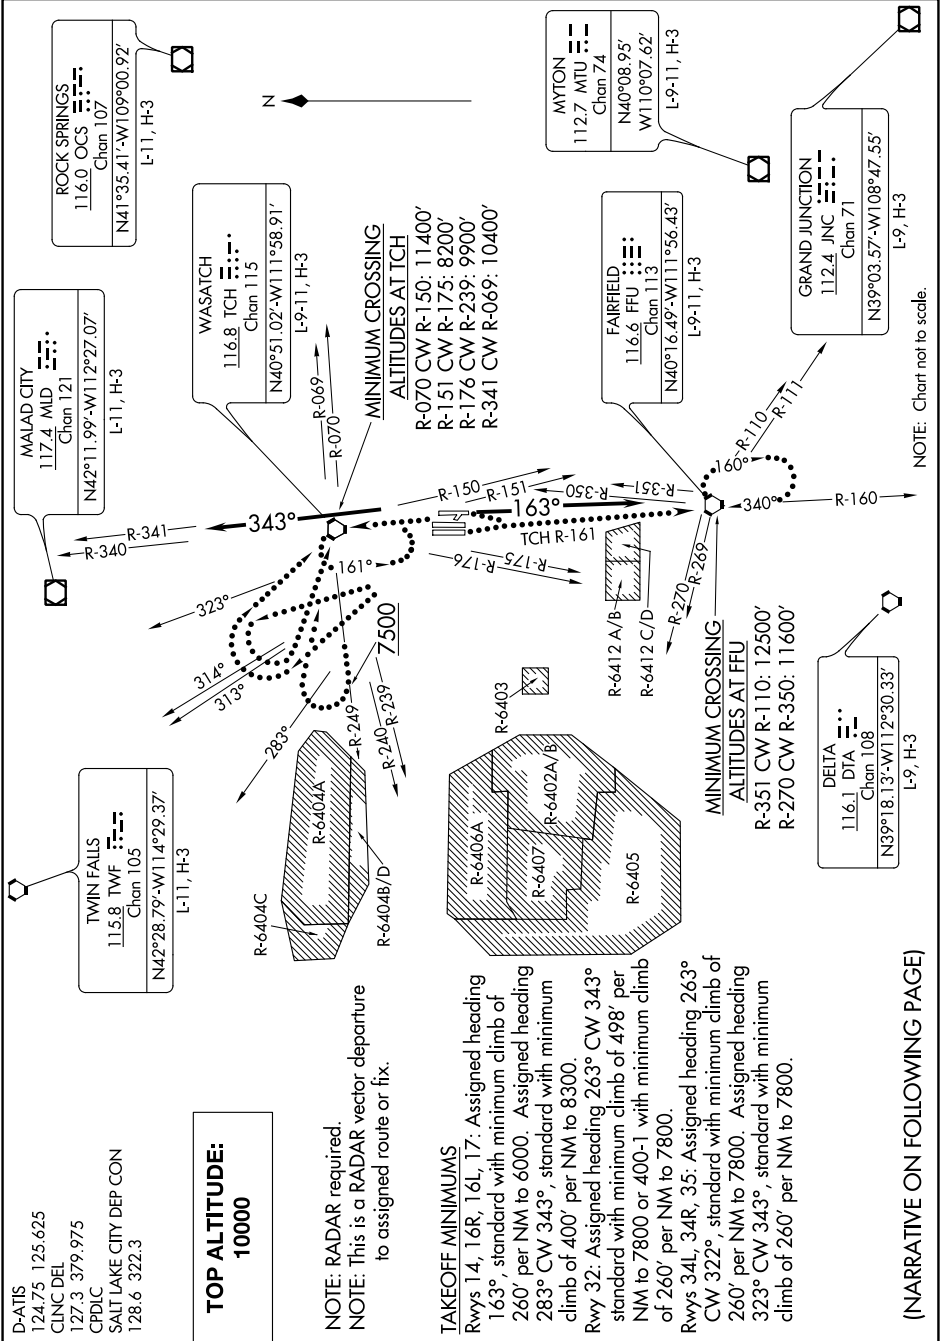 D-ATIS
124.75 125.625
CLNC DEL
127.3 379.975
CPDLC
SALT LAKE CITY DEP CON
128.6 322.3
TOP ALTITUDE:
10000
NOTE: RADAR required.
NOTE: This is a RADAR vector departure
to assigned route or fix.
TAKEOFF MINIMUMS
Rwys 14, 16R, 16L, 17: Assigned heading
163°, standard with minimum climb of
260' per NM to 6000. Assigned heading
283° CW 343°, standard with minimum
climb of 400' per NM to 8300.
Rwy 32: Assigned heading 263° CW 343°
standard with minimum climb of 498' per
NM to 7800 or 400-1 with minimum climb
of 260' per NM to 7800.
Rwys 34L, 34R, 35: Assigned heading 263°
CW 322°, standard with minimum climb of
260' per NM to 7800. Assigned heading
323° CW 343°, standard with minimum
climb of 260' per NM to 7800.
(NARRATIVE ON FOLLOWING PAGE)
TWIN FALLS
115.8 TWF
Chan 105
N42°28.79'-W114°29.37'
L-11, H-3
MALAD CITY
117.4 MLD
Chan 121
N42°11.99'-W112°27.07'
L-11, H-3
ROCK SPRINGS
116.0 OCS
Chan 107
N41°35.41'-W109°00.92'
L-11, H-3
WASATCH
116.8 TCH
Chan 115
N40°51.02'-W111°58.91'
L-9-11, H-3
N
MINIMUM CROSSING
ALTITUDES AT TCH
R-070 CW R-150: 11400'
R-151 CW R-175: 8200'
R-176 CW R-239: 9900'
R-341 CW R-069: 10400'
R-340
R-341
343°
323°
314°
313°
283°
161°
R-069
R-070
R-249
R-240
R-239
7500
R-150
R-151
R-176
R-175
163°
TCH R-161
R-350
R-351
R-6404C
R-6404A
R-6404B/D
R-6406A
R-6407
R-6402A/B
R-6405
R-6403
R-6412 A/B
R-6412 C/D
R-270
R-269
160°
340°
R-110
R-111
R-160
MYTON
112.7 MTU
Chan 74
N40°08.95'
W110°07.62'
L-9-11, H-3
FAIRFIELD
116.6 FFU
Chan 113
N40°16.49'-W111°56.43'
L-9-11, H-3
GRAND JUNCTION
112.4 JNC
Chan 71
N39°03.57'-W108°47.55'
L-9, H-3
MINIMUM CROSSING
ALTITUDES AT FFU
R-351 CW R-110: 12500'
R-270 CW R-350: 11600'
DELTA
116.1 DTA
Chan 108
N39°18.13'-W112°30.33'
L-9, H-3
NOTE: Chart not to scale.